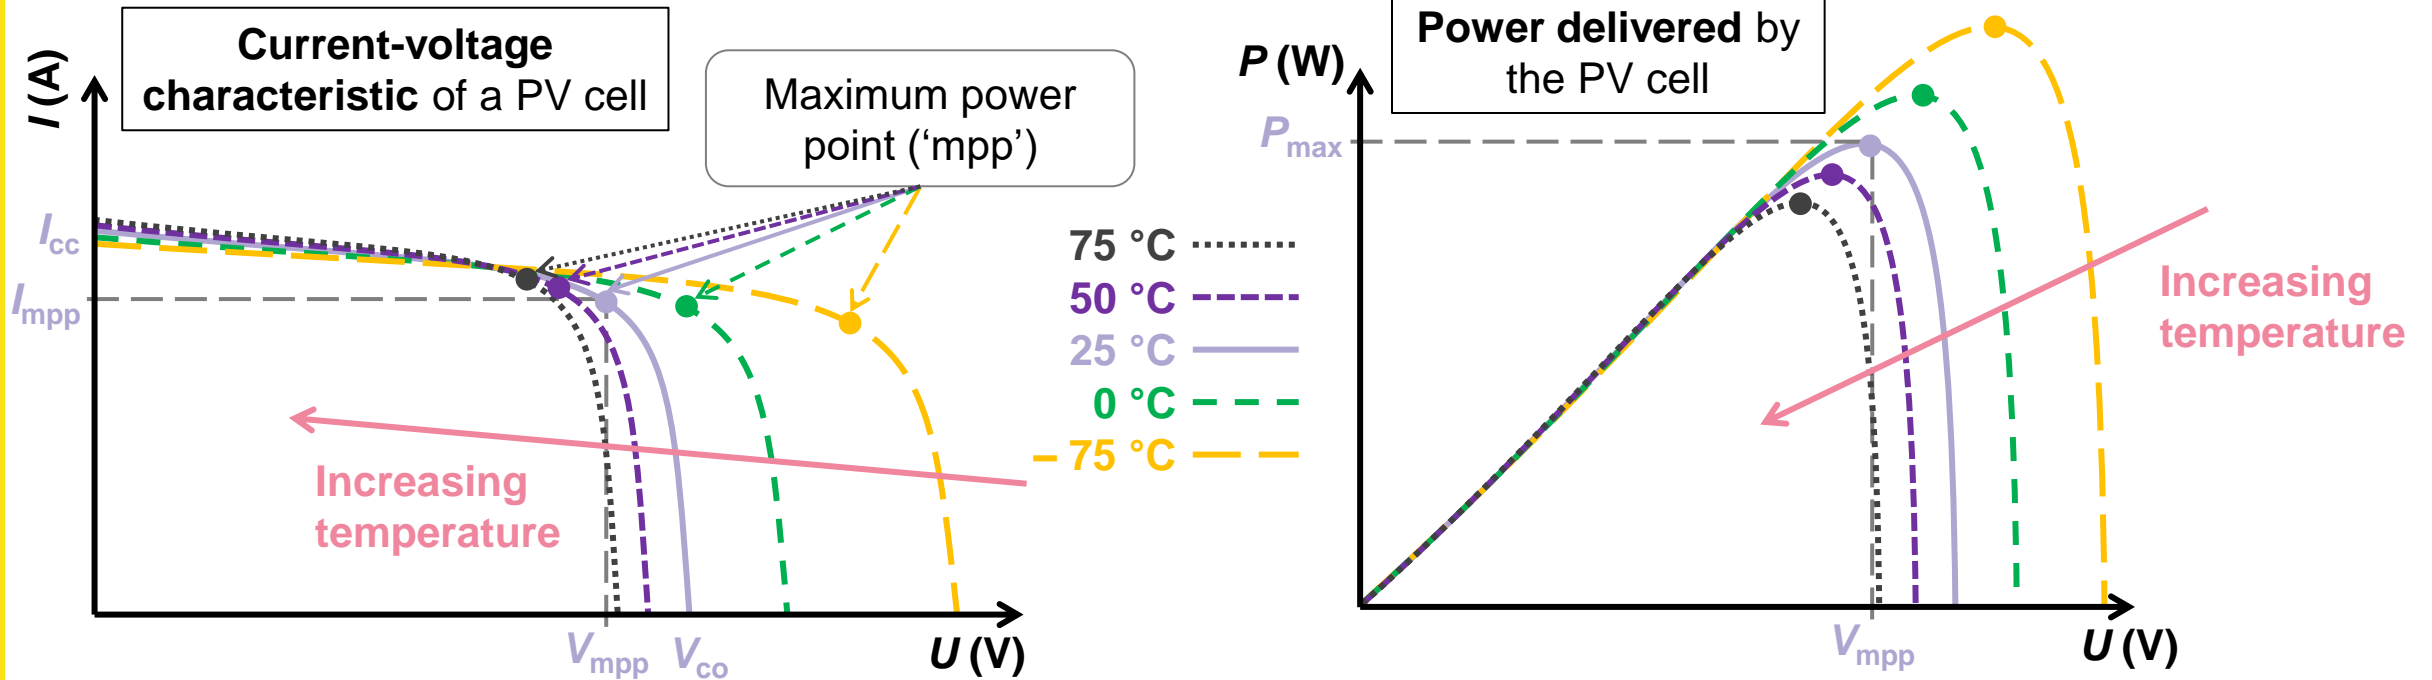 Current-voltage
characteristic of a PV cell
I (A)
Maximum power
point (‘mpp’)
Icc
Impp
Increasing
temperature
Vmpp
Vco
U (V)
75 °C
50 °C
25 °C
0 °C
– 75 °C
Power delivered by
the PV cell
P (W)
Pmax
Increasing
temperature
Vmpp
U (V)